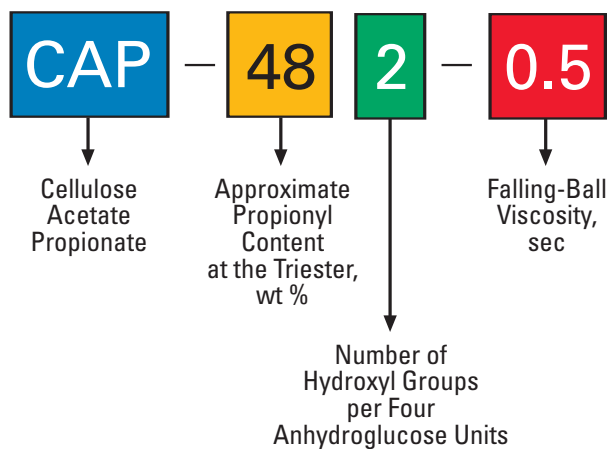 CAP – 48 2 – 0.5
Cellulose
Acetate
Propionate
Approximate
Propionyl
Content
at the Triester,
wt %
Falling-Ball
Viscosity,
sec
Number of
Hydroxyl Groups
per Four
Anhydroglucose Units